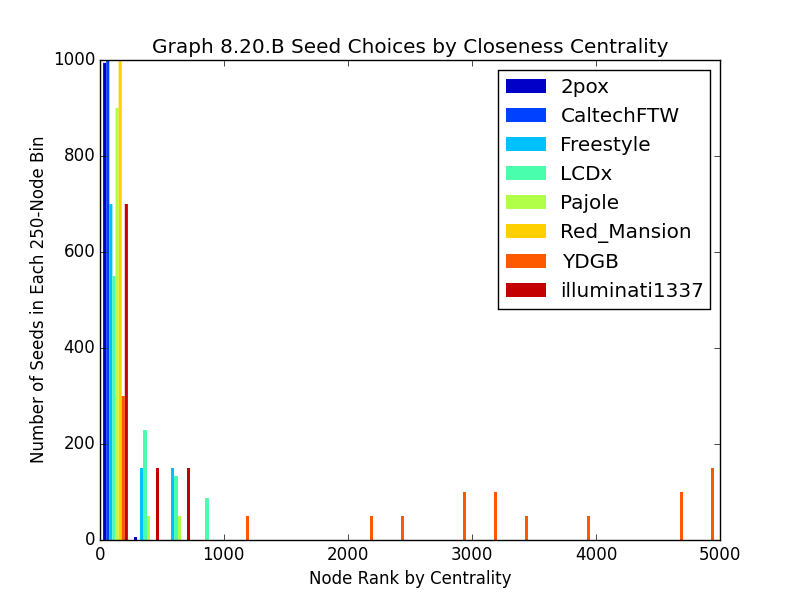 Graph 8.20.B Seed Choices by Closeness Centrality
Number of Seeds in Each 250-Node Bin
1000
800
600
400
200
0
2pox
CaltechFTW
Freestyle
LCDx
Pajole
Red_Mansion
YDGB
illuminati1337
0 1000 2000 3000 4000 5000
Node Rank by Centrality